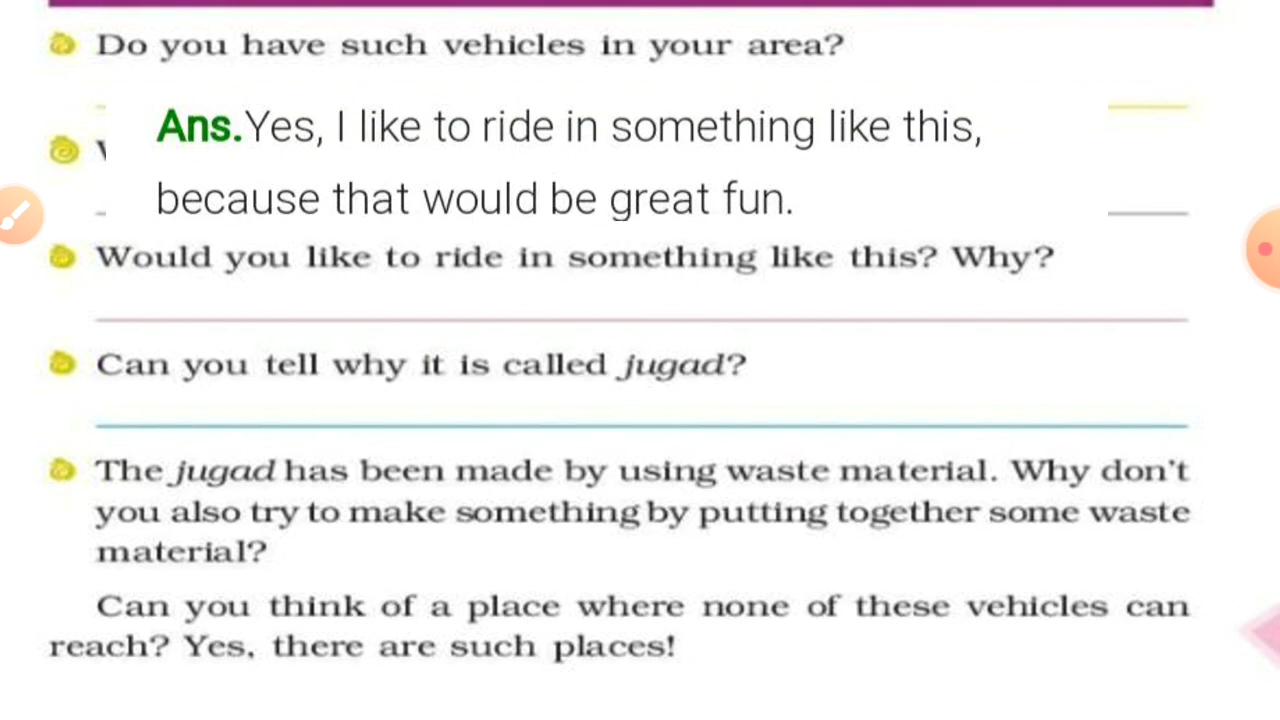 Do you have such vehicles in your area?
Ans.Yes, I like to ride in something like this,
because that would be great fun.
Would you like to ride in something like this? Why?
Can you tell why it is called jugad?
The jugad has been made by using waste material. Why don't
you also try to make something by putting together some waste
material?
Can you think of a place where none of these vehicles can
reach? Yes, there are such places!